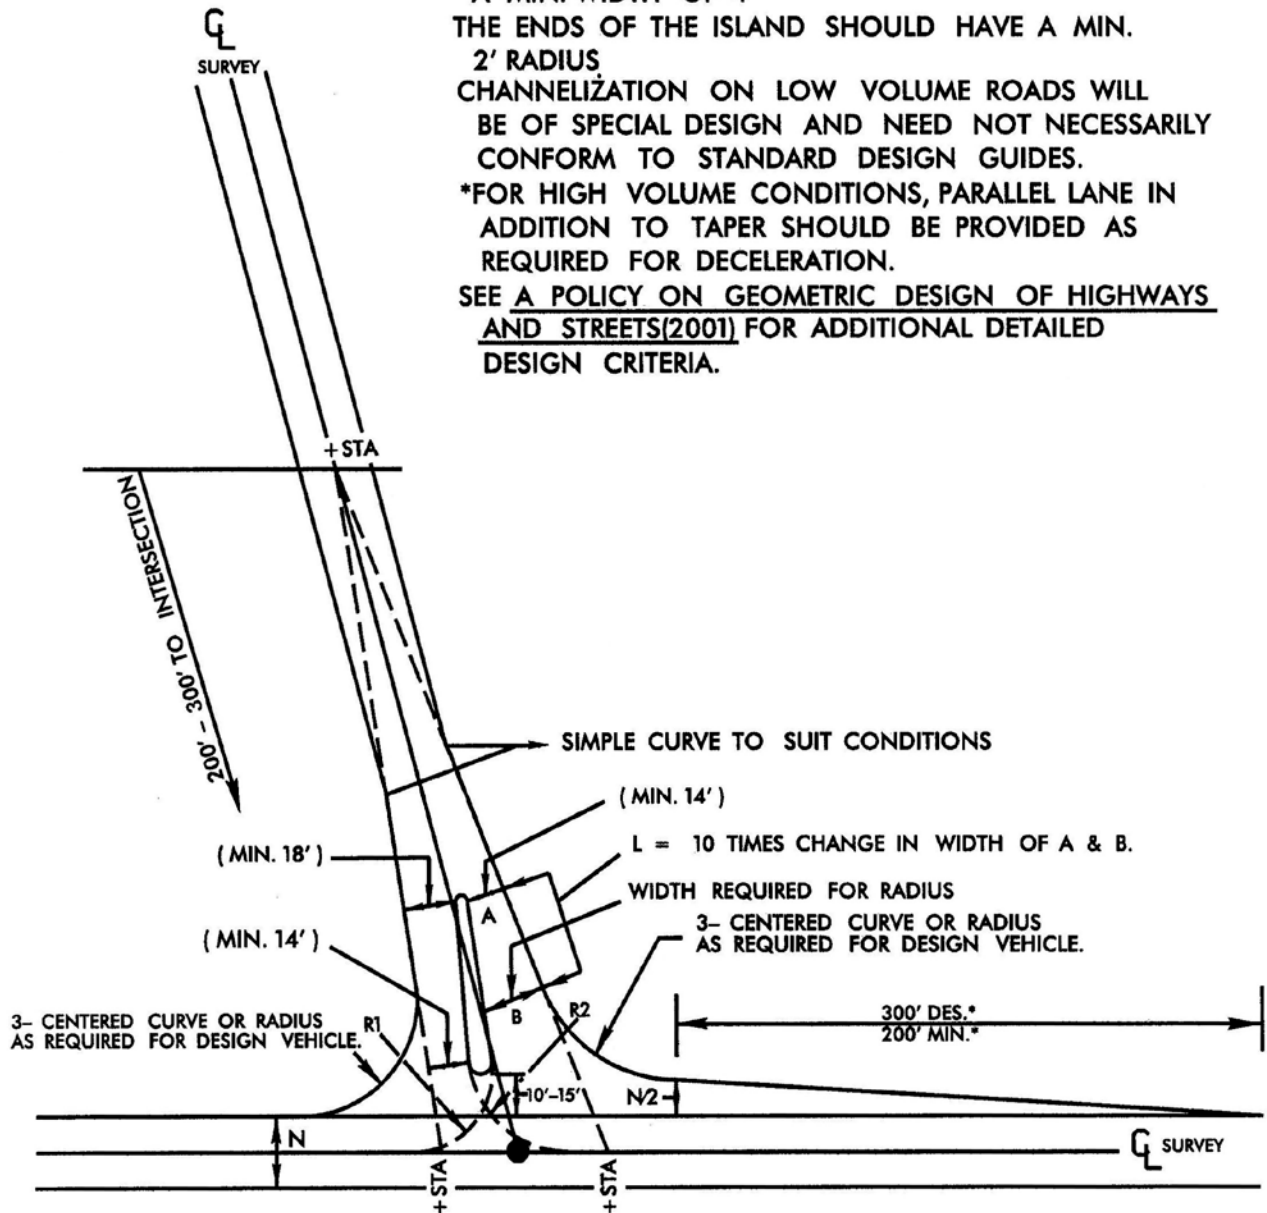 THE ENDS OF THE ISLAND SHOULD HAVE A MIN.
2' RADIUS
CHANNELIZATION ON LOW VOLUME ROADS WILL
BE OF SPECIAL DESIGN AND NEED NOT NECESSARILY
CONFORM TO STANDARD DESIGN GUIDES.
*FOR HIGH VOLUME CONDITIONS, PARALLEL LANE IN
ADDITION TO TAPER SHOULD BE PROVIDED AS
REQUIRED FOR DECELERATION.
SEE A POLICY ON GEOMETRIC DESIGN OF HIGHWAYS
AND STREETS(2001) FOR ADDITIONAL DETAILED
DESIGN CRITERIA.
CL
SURVEY
+STA
200' - 300' TO INTERSECTION
SIMPLE CURVE TO SUIT CONDITIONS
(MIN. 14')
(MIN. 18')
L = 10 TIMES CHANGE IN WIDTH OF A & B.
WIDTH REQUIRED FOR RADIUS
A
3- CENTERED CURVE OR RADIUS
AS REQUIRED FOR DESIGN VEHICLE.
(MIN. 14')
B
R2
3- CENTERED CURVE OR RADIUS
AS REQUIRED FOR DESIGN VEHICLE.
R1
300' DES.*
200' MIN.*
10'-15'
N/2
N
CL SURVEY
+STA
+STA